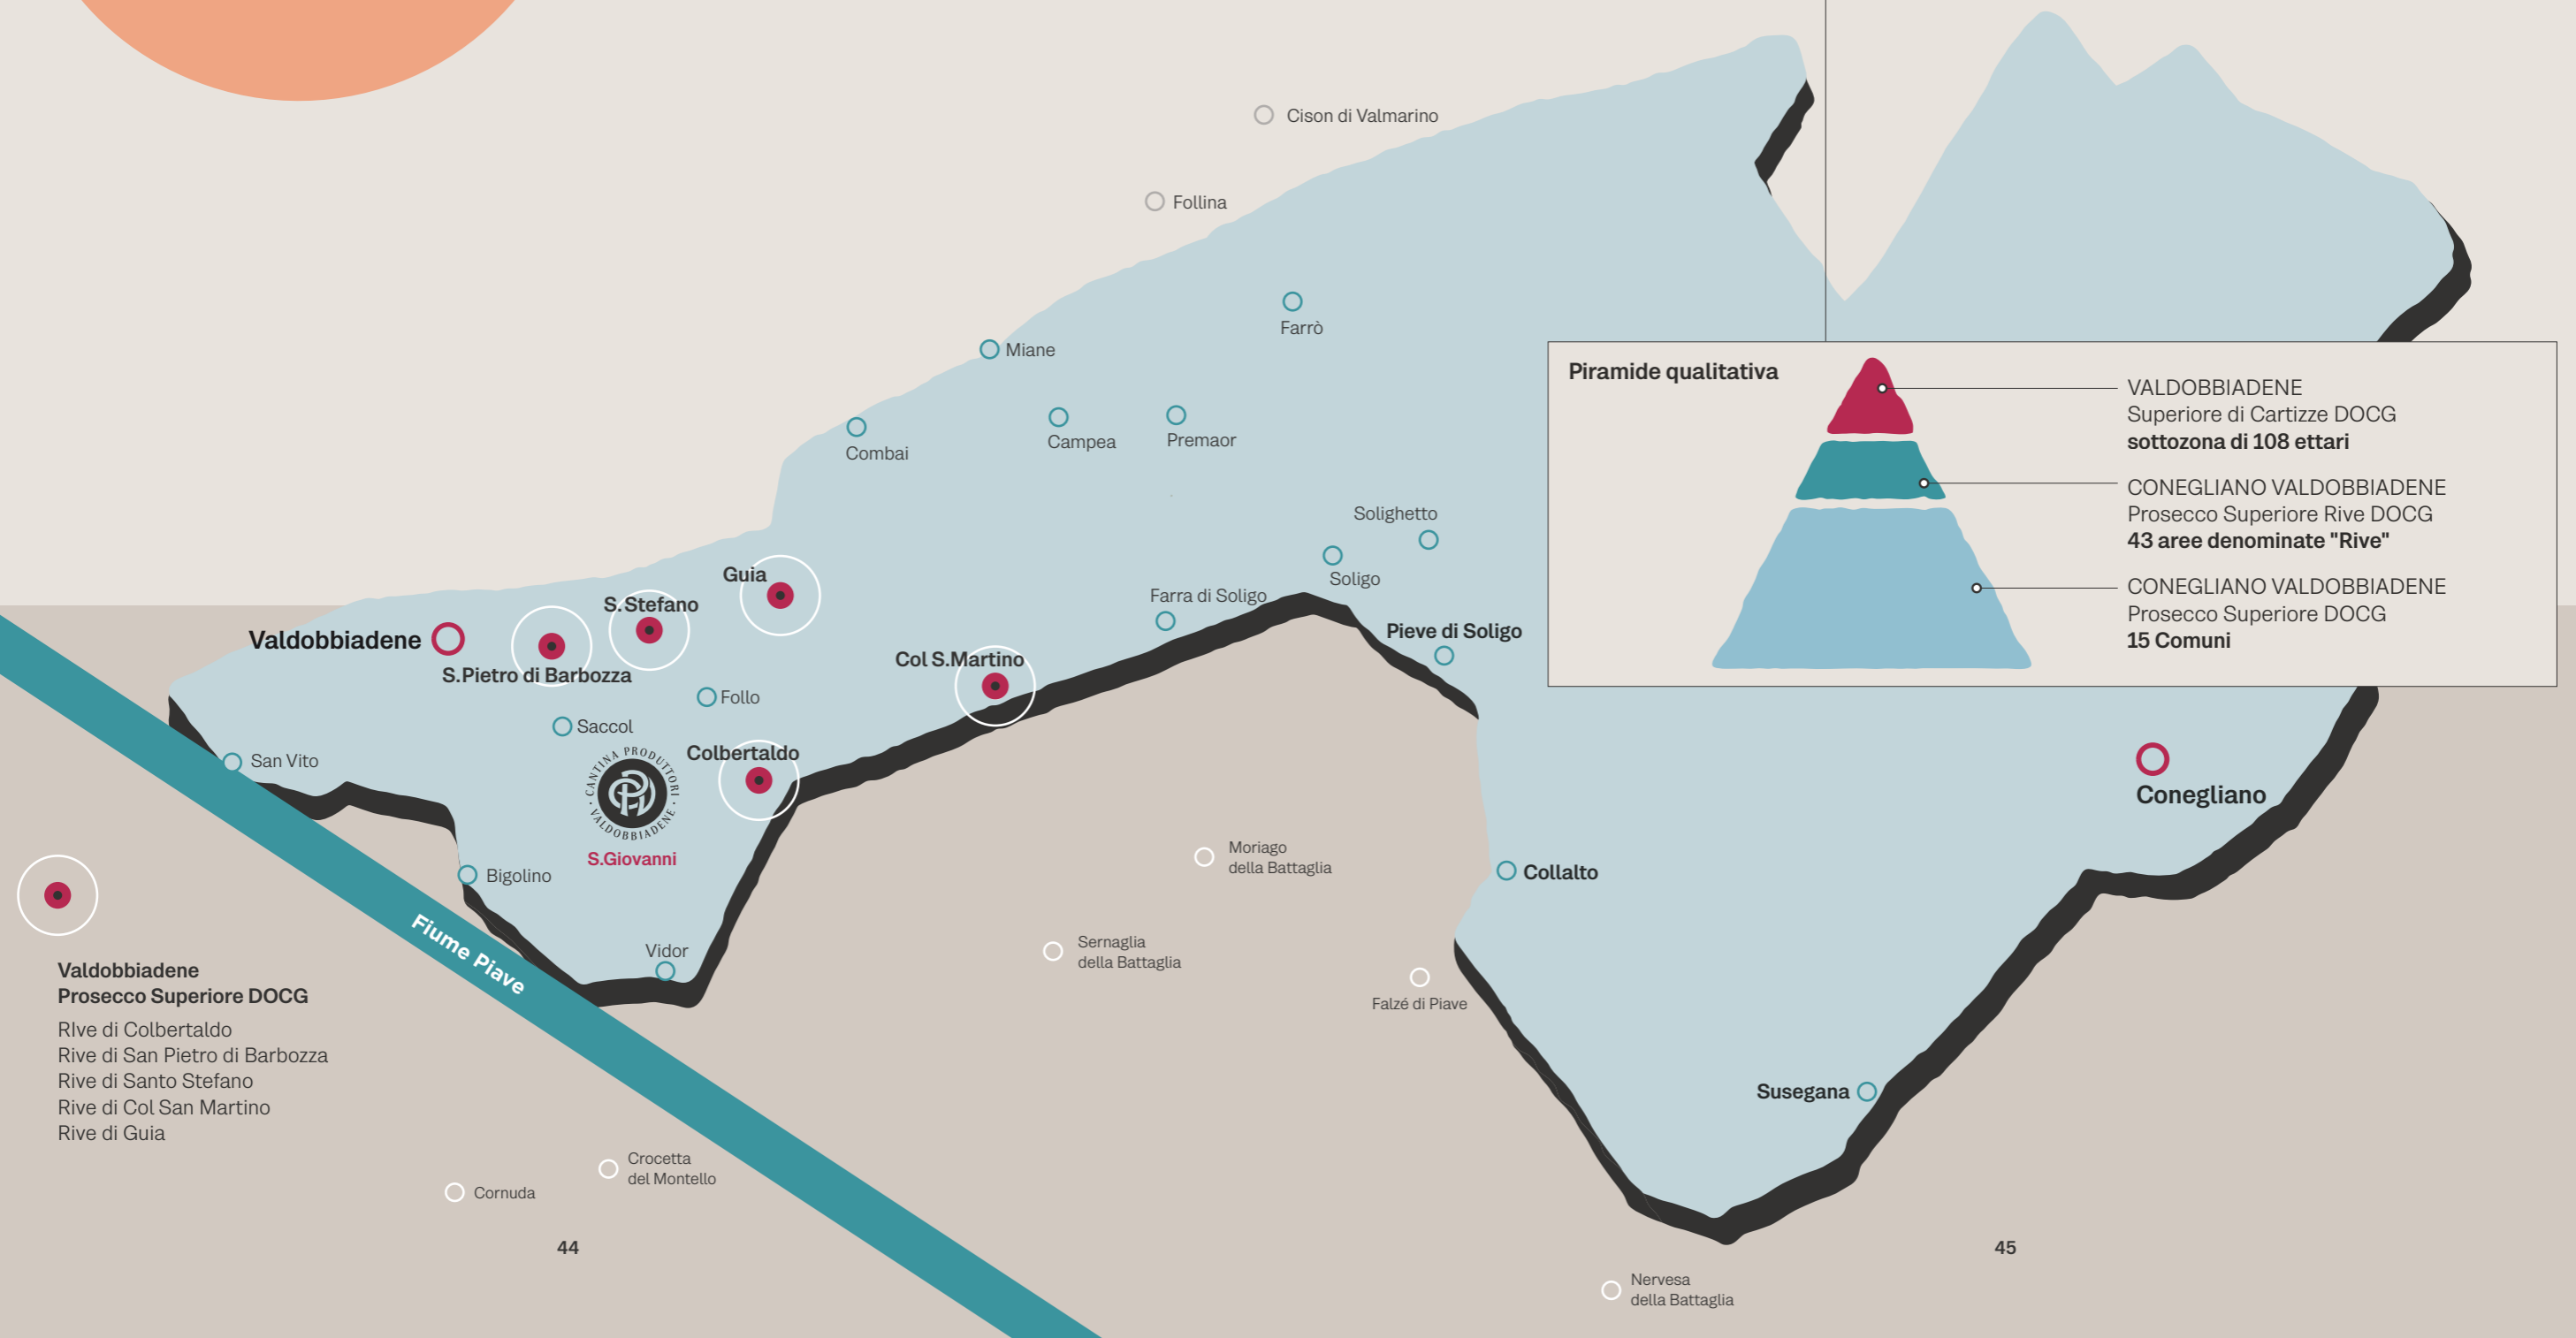 Cison di Valmarino
Follina
Farrò
Miane
Combai
Campea
Premaor
Solighetto
Soligo
Farra di Soligo
Pieve di Soligo
Guia
S.Stefano
Valdobbiadene
S.Pietro di Barbozza
Col S.Martino
Follo
Saccol
San Vito
Colbertaldo
CANTINA PRODUTTORI
VALDOBBIADENE
S.Giovanni
Bigolino
Vidor
Fiume Piave
Moriago
della Battaglia
Sernaglia
della Battaglia
Falzé di Piave
Collalto
Conegliano
Susegana
Nervesa
della Battaglia
Crocetta
del Montello
Cornuda
Piramide qualitativa
VALDOBBIADENE
Superiore di Cartizze DOCG
sottozona di 108 ettari
CONEGLIANO VALDOBBIADENE
Prosecco Superiore Rive DOCG
43 aree denominate "Rive"
CONEGLIANO VALDOBBIADENE
Prosecco Superiore DOCG
15 Comuni
Valdobbiadene
Prosecco Superiore DOCG
RIve di Colbertaldo
Rive di San Pietro di Barbozza
Rive di Santo Stefano
Rive di Col San Martino
Rive di Guia
44
45